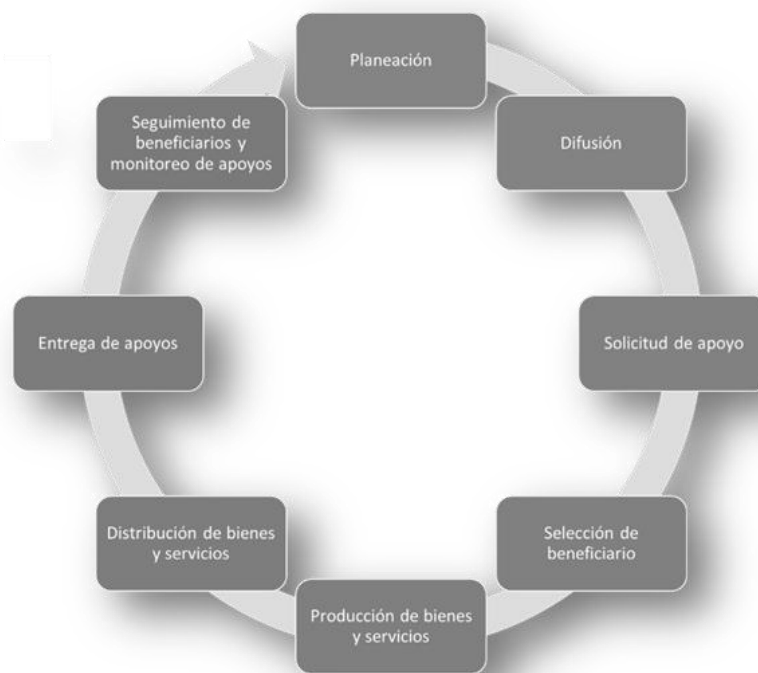 Planeación
Difusión
Solicitud de apoyo
Selección de
beneficiario
Producción de bienes
y servicios
Distribución de bienes
y servicios
Entrega de apoyos
Seguimiento de
beneficiarios y
monitoreo de apoyos